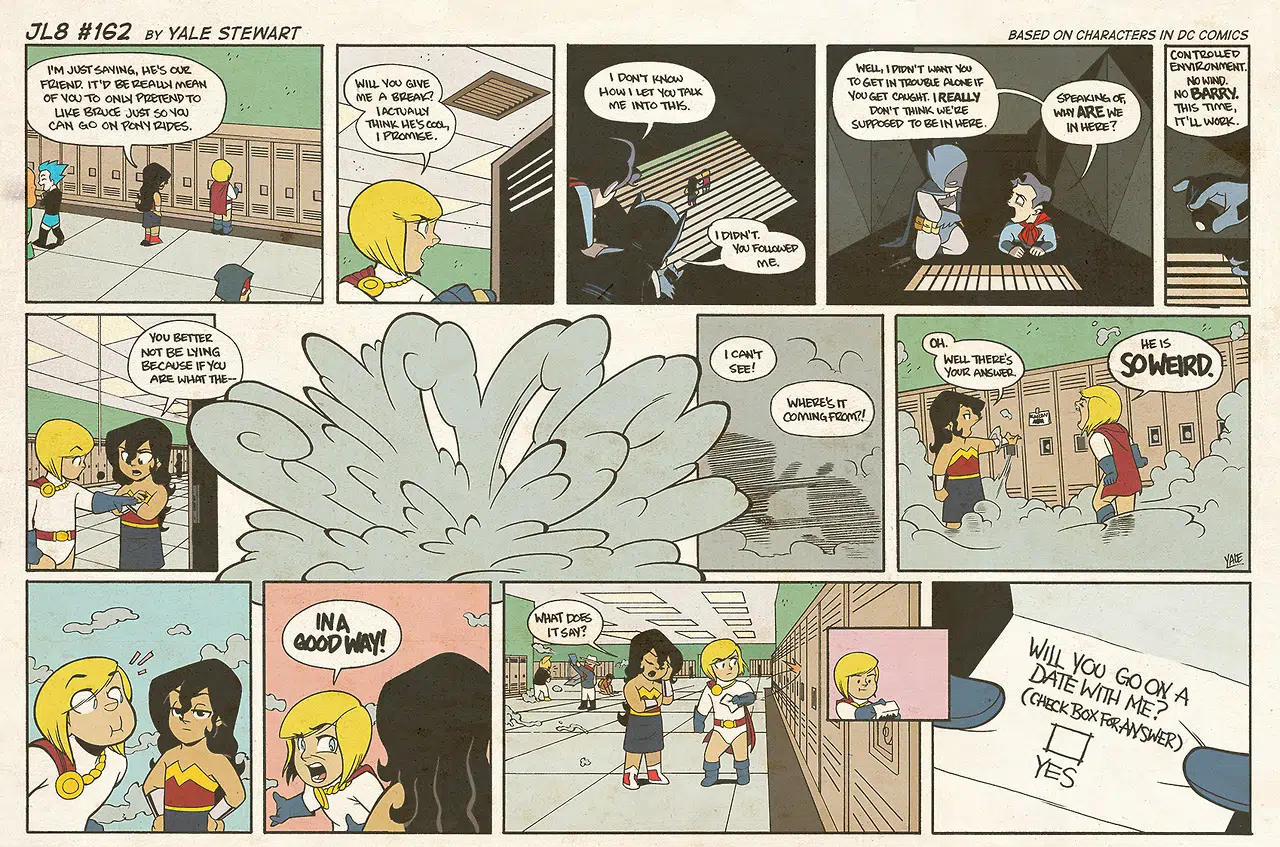 JL8 #162 BY YALE STEWART
BASED ON CHARACTERS IN DC COMICS
I'M JUST SAYING, HE'S OUR
FRIEND. IT'D BE REALLY MEAN
OF YOU TO ONLY PRETEND TO
LIKE BRUCE JUST SO YOU
CAN GO ON PONY RIDES.
WILL YOU GIVE
ME A BREAK?
I ACTUALLY
THINK HE'S COOL,
I PROMISE.
I DON'T KNOW
HOW I LET YOU TALK
ME INTO THIS.
I DIDN'T.
YOU FOLLOWED
ME.
WELL, I DIDN'T WANT YOU
TO GET IN TROUBLE ALONE IF
YOU GET CAUGHT. I REALLY
DON'T THINK WE'RE
SUPPOSED TO BE IN HERE.
SPEAKING OF,
WHY ARE WE
IN HERE?
CONTROLLED
ENVIRONMENT.
NO WIND.
NO BARRY.
THIS TIME,
IT'LL WORK.
YOU BETTER
NOT BE LYING
BECAUSE IF YOU
ARE WHAT THE--
I CAN'T
SEE!
WHERE'S IT
COMING FROM?!
OH.
WELL THERE'S
YOUR ANSWER.
HE IS
SO WEIRD.
YALE
IN A
GOOD WAY!
WHAT DOES
IT SAY?
WILL YOU GO ON A
DATE WITH ME?
(CHECK BOX FOR ANSWER)
YES